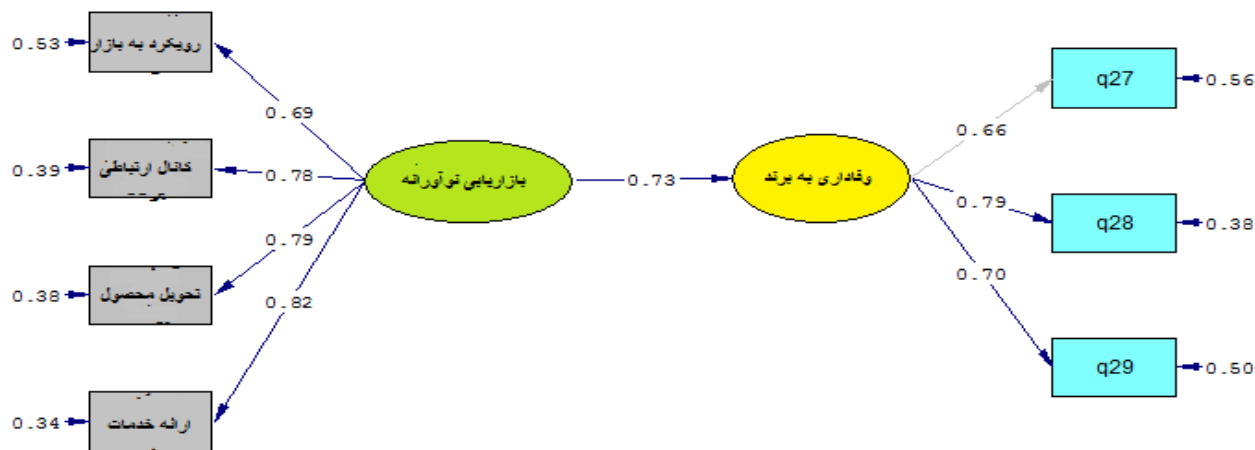 0.53
رویکرد به بازار
0.69
0.39
کانال ارتباطی
0.78
0.38
تحویل محصول
0.79
0.34
ارائه خدمات
0.82
بازاریابی نوآورانه
0.73
وفاداری به برند
0.66
q27
0.56
0.79
q28
0.38
0.70
q29
0.50